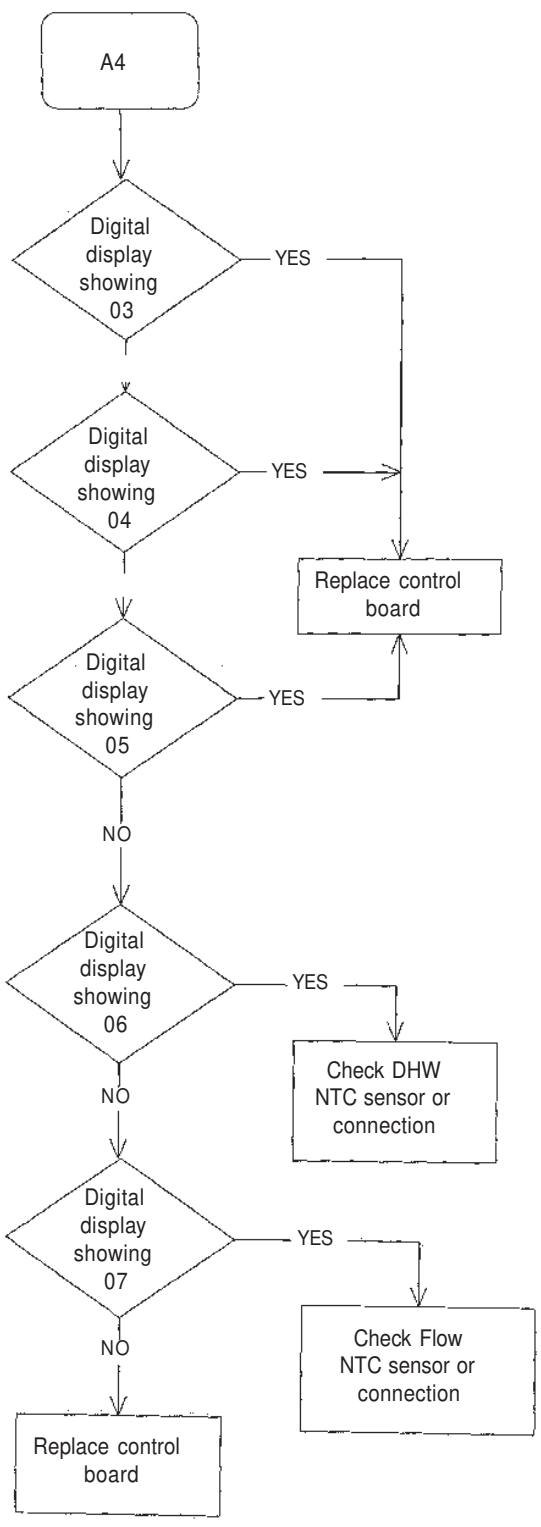 A4
Digital
display
showing
03
YES
Digital
display
showing
04
YES
Replace control
board
Digital
display
showing
05
YES
NO
Digital
display
showing
06
YES
Check DHW
NTC sensor or
connection
NO
Digital
display
showing
07
YES
Check Flow
NTC sensor or
connection
NO
Replace control
board